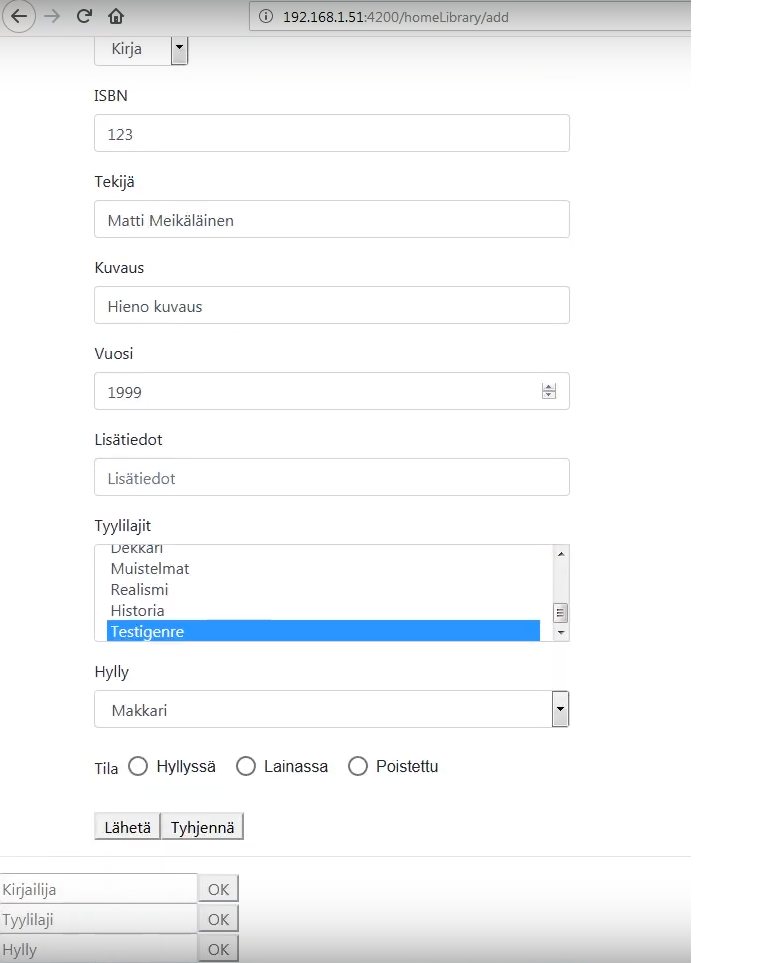 192.168.1.51:4200/homeLibrary/add
Kirja
ISBN
123
Tekijä
Matti Meikäläinen
Kuvaus
Hieno kuvaus
Vuosi
1999
Lisätiedot
Lisätiedot
Tyylilajit
Dekkari
Muistelmat
Realismi
Historia
Testigenre
Hylly
Makkari
Tila Hyllyssä Lainassa Poistettu
Lähetä Tyhjennä
Kirjailija OK
Tyylilaji OK
Hylly OK